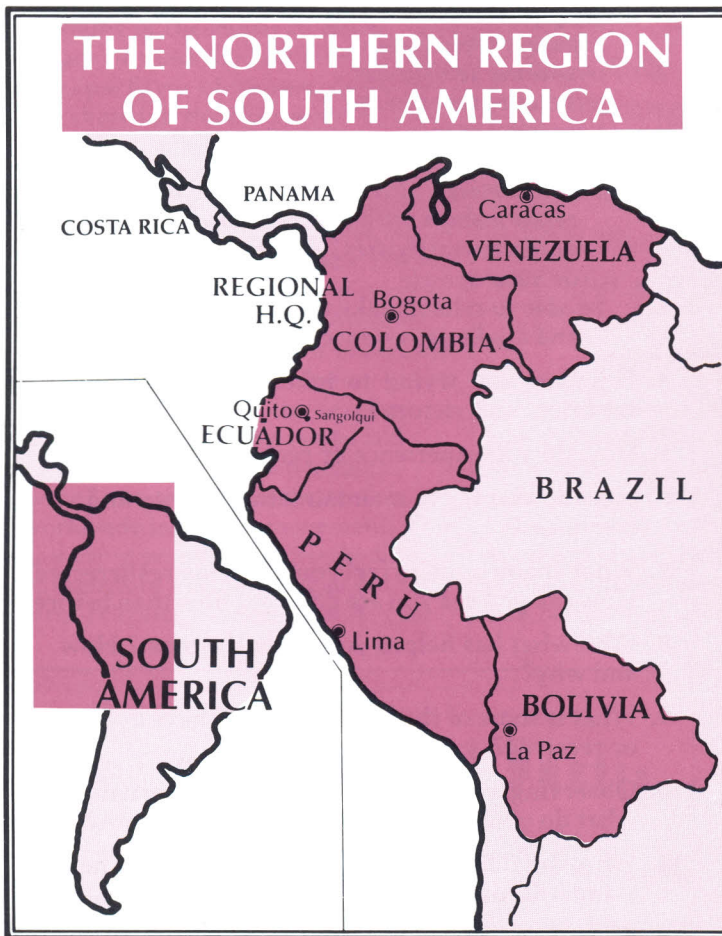 THE NORTHERN REGION
OF SOUTH AMERICA
PANAMA
COSTA RICA
Caracas
VENEZUELA
REGIONAL
H.Q.
Bogota
COLOMBIA
Quito
Sangolqui
ECUADOR
BRAZIL
PERU
Lima
SOUTH
AMERICA
BOLIVIA
La Paz